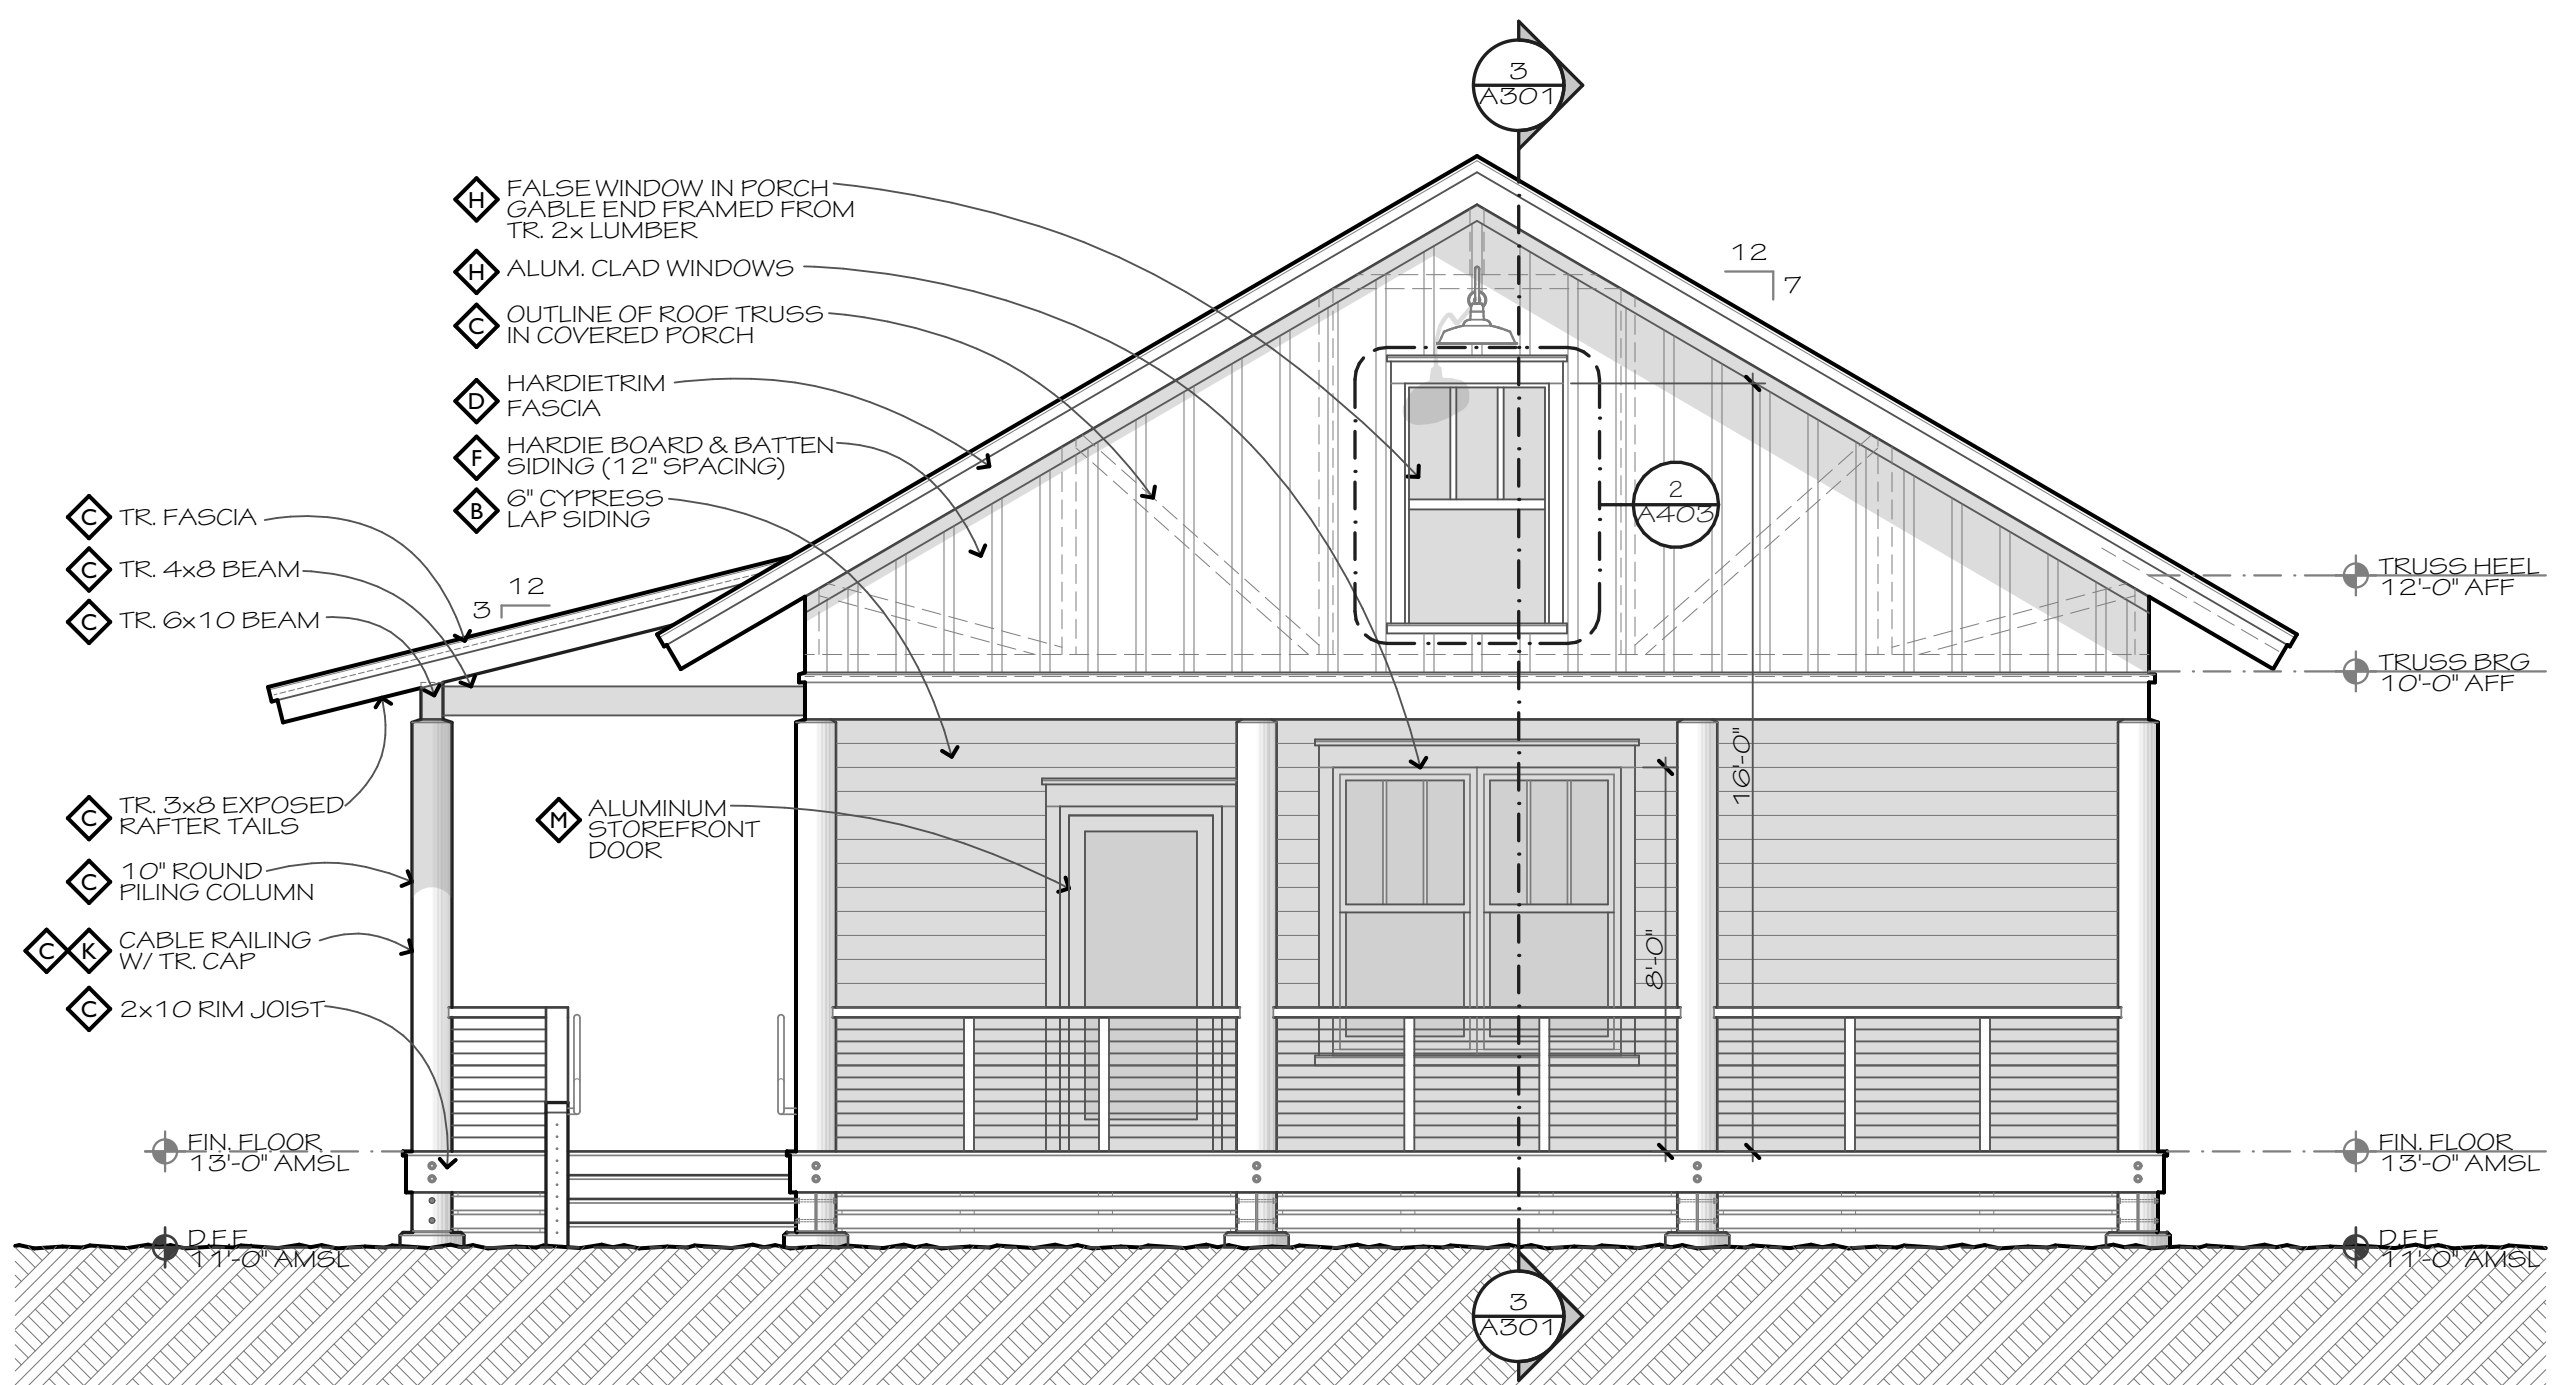 3
A301
H FALSE WINDOW IN PORCH
GABLE END FRAMED FROM
TR. 2x LUMBER
H ALUM. CLAD WINDOWS
C OUTLINE OF ROOF TRUSS
IN COVERED PORCH
D HARDIETRIM
FASCIA
F HARDIE BOARD & BATTEN
SIDING (12" SPACING)
B 6" CYPRESS
LAP SIDING
12
7
C TR. FASCIA
C TR. 4x8 BEAM
C TR. 6x10 BEAM
12
3
2
A403
TRUSS HEEL
12'-0" AFF
TRUSS BRG
10'-0" AFF
C TR. 3x8 EXPOSED
RAFTER TAILS
M ALUMINUM
STOREFRONT
DOOR
16'-0"
8'-0"
C 10" ROUND
PILING COLUMN
C K CABLE RAILING
W/ TR. CAP
C 2x10 RIM JOIST
FIN. FLOOR
13'-0" AMSL
FIN. FLOOR
13'-0" AMSL
D.F.E.
11'-0" AMSL
D.F.E.
11'-0" AMSL
3
A301